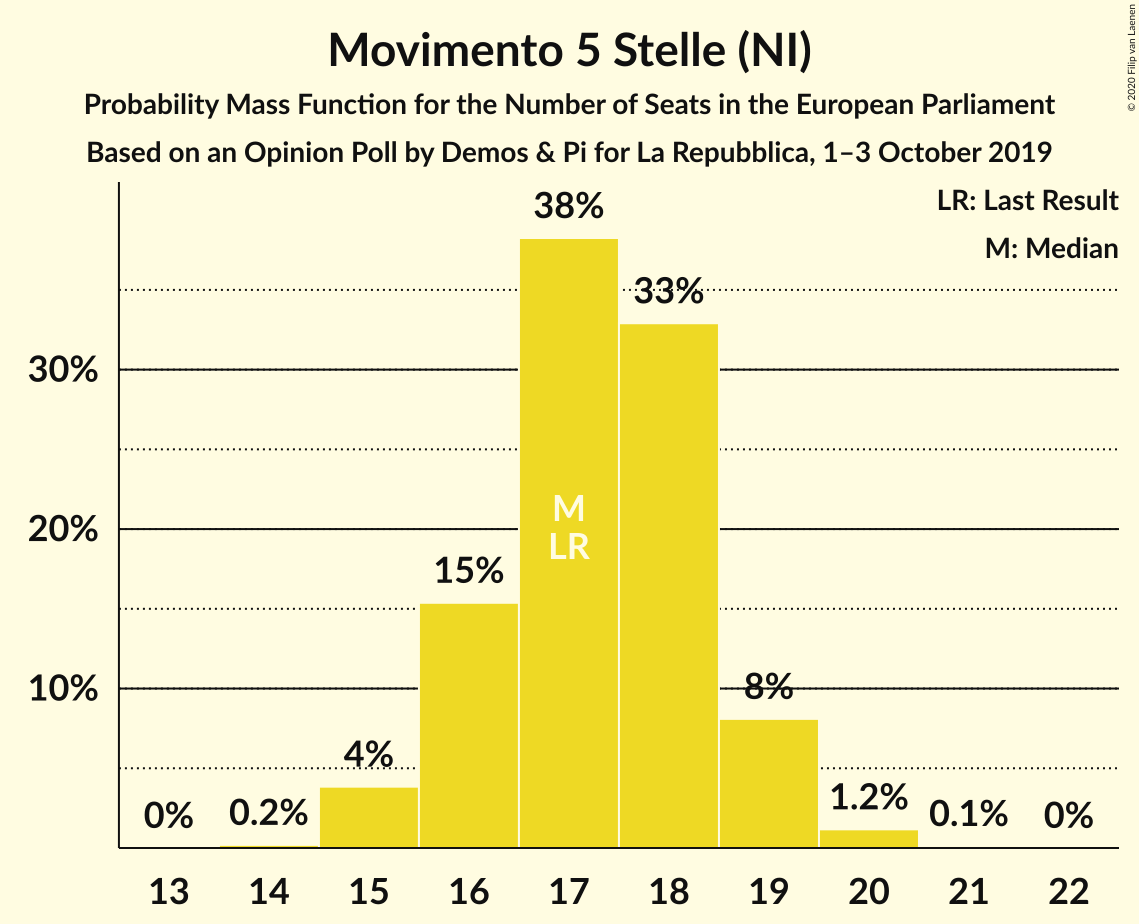 Movimento 5 Stelle (NI)
Probability Mass Function for the Number of Seats in the European Parliament
Based on an Opinion Poll by Demos & Pi for La Repubblica, 1–3 October 2019
© 2020 Filip van Laenen
LR: Last Result
M: Median
38%
33%
30%
20%
M
LR
15%
10%
8%
4%
1.2%
0%
0.2%
0.1%
0%
13 14 15 16 17 18 19 20 21 22